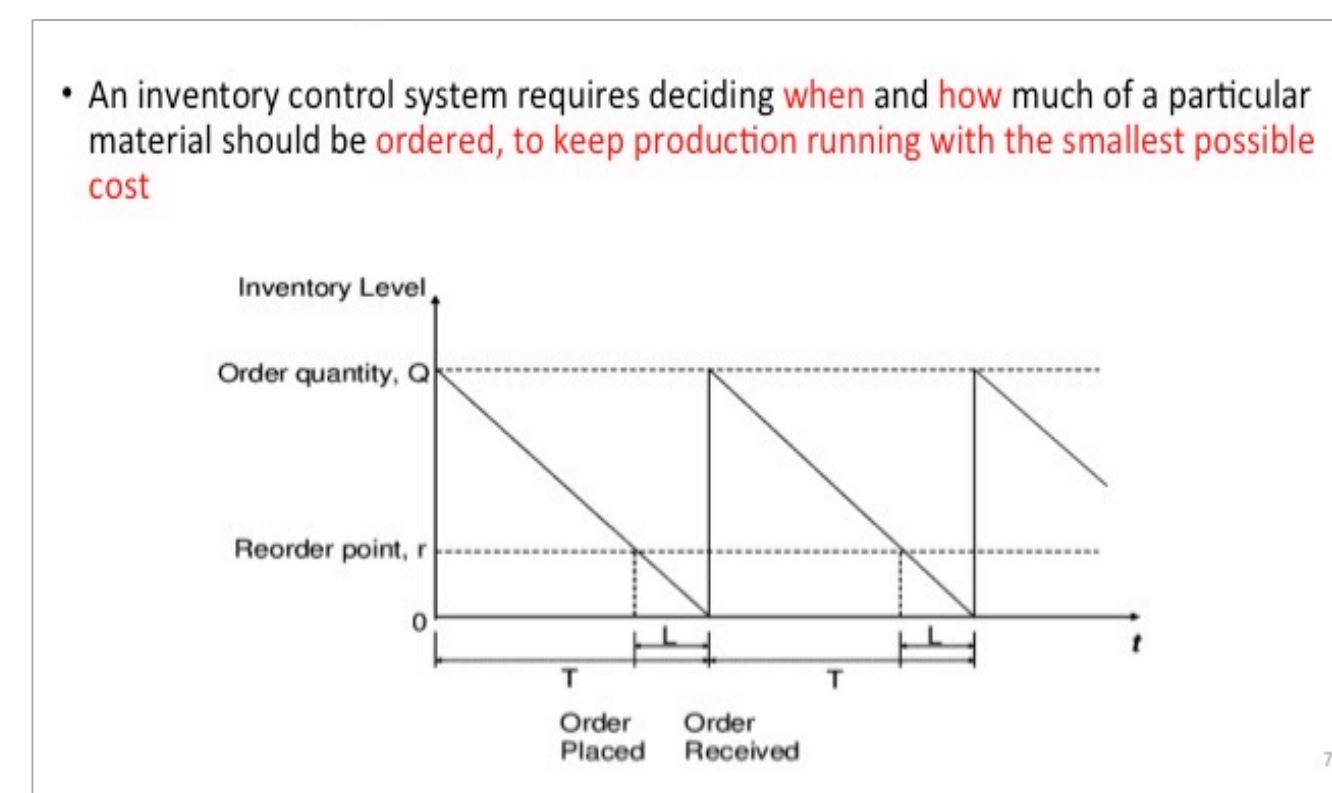 • An inventory control system requires deciding when and how much of a particular
material should be ordered, to keep production running with the smallest possible
cost
Inventory Level
Order quantity, Q
Reorder point, r
0
L
L
t
T
T
Order
Placed
Order
Received
7